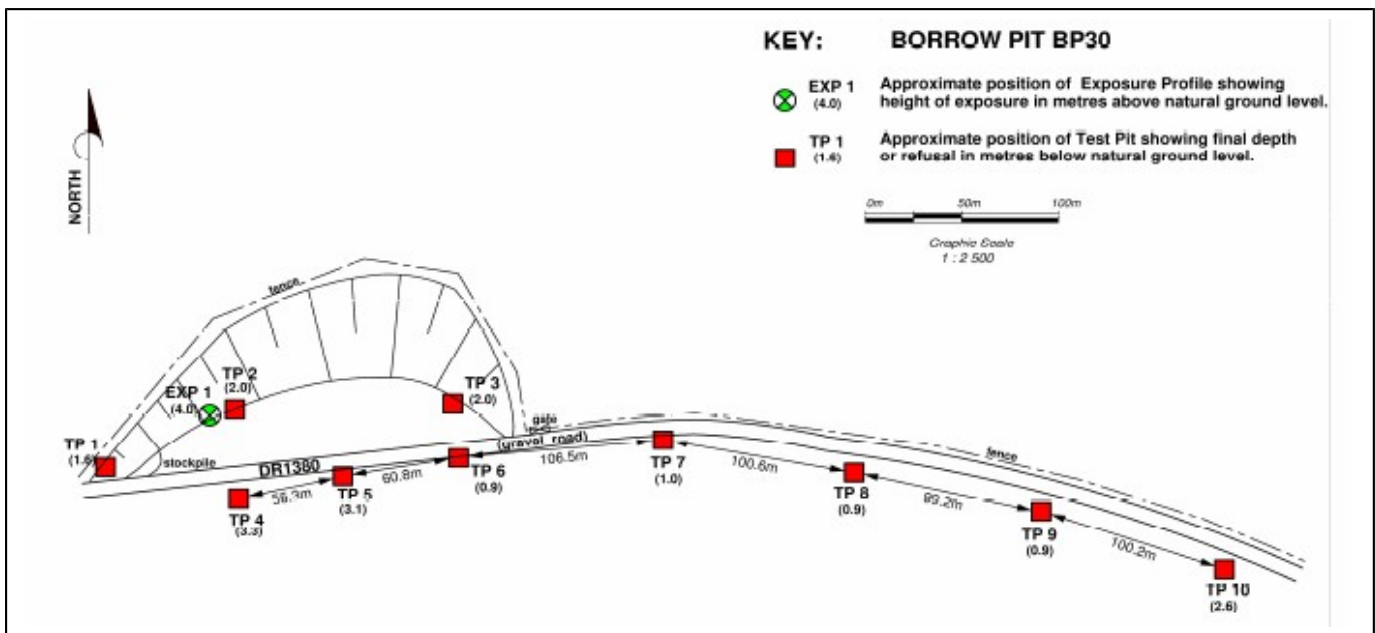 KEY: BORROW PIT BP30
EXP 1
(4.0)
Approximate position of Exposure Profile showing
height of exposure in metres above natural ground level.
TP 1
(1.6)
Approximate position of Test Pit showing final depth
or refusal in metres below natural ground level.
0m 50m 100m
Graphic Scale
1 : 2 500
NORTH
fence
TP 2
(2.0)
EXP 1
(4.0)
TP 3
(2.0)
TP 1
(1.6)
stockpile
gate
(gravel road)
DR1380
fence
TP 4
(3.3)
TP 5
(3.1)
60.8m
TP 6
(0.9)
106.5m
TP 7
(1.0)
100.6m
TP 8
(0.9)
TP 9
(0.9)
100.2m
TP 10
(2.6)